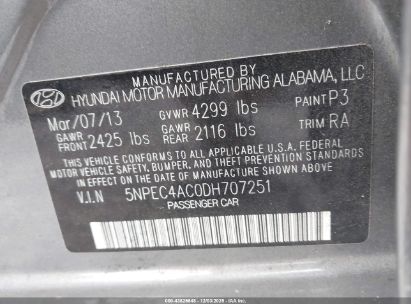 MANUFACTURED BY
HYUNDAI MOTOR MANUFACTURING ALABAMA, LLC
Mar/07/13 GVWR 4299 lbs PAINT P3
GAWR FRONT 2425 lbs GAWR REAR 2116 lbs TRIM RA
THIS VEHICLE CONFORMS TO ALL APPLICABLE U.S.A. FEDERAL
MOTOR VEHICLE SAFETY, BUMPER, AND THEFT PREVENTION
STANDARDS IN EFFECT ON THE DATE OF MANUFACTURE SHOWN ABOVE.
V.I.N 5NPEC4AC0DH707251
PASSENGER CAR